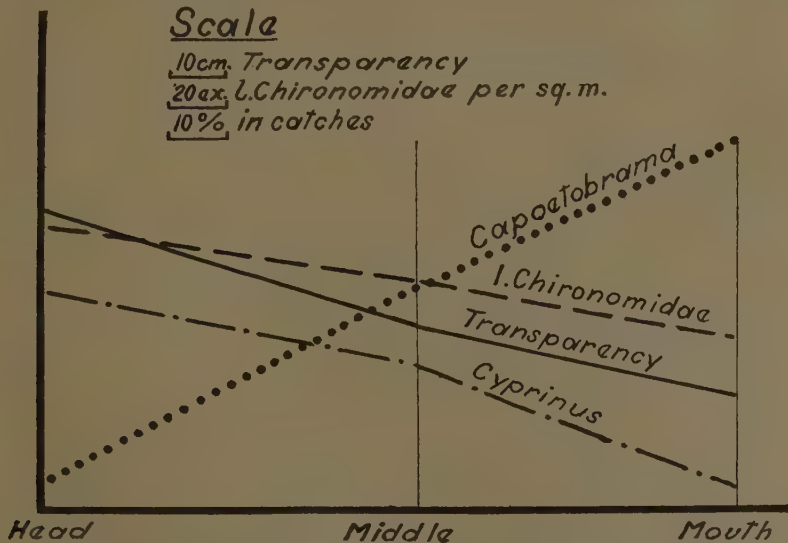 Scale
10cm. Transparency
20ex. l.Chironomidae per sq.m.
10% in catches
Capoetobrama
l.Chironomidae
Transparency
Cyprinus
Head Middle Mouth